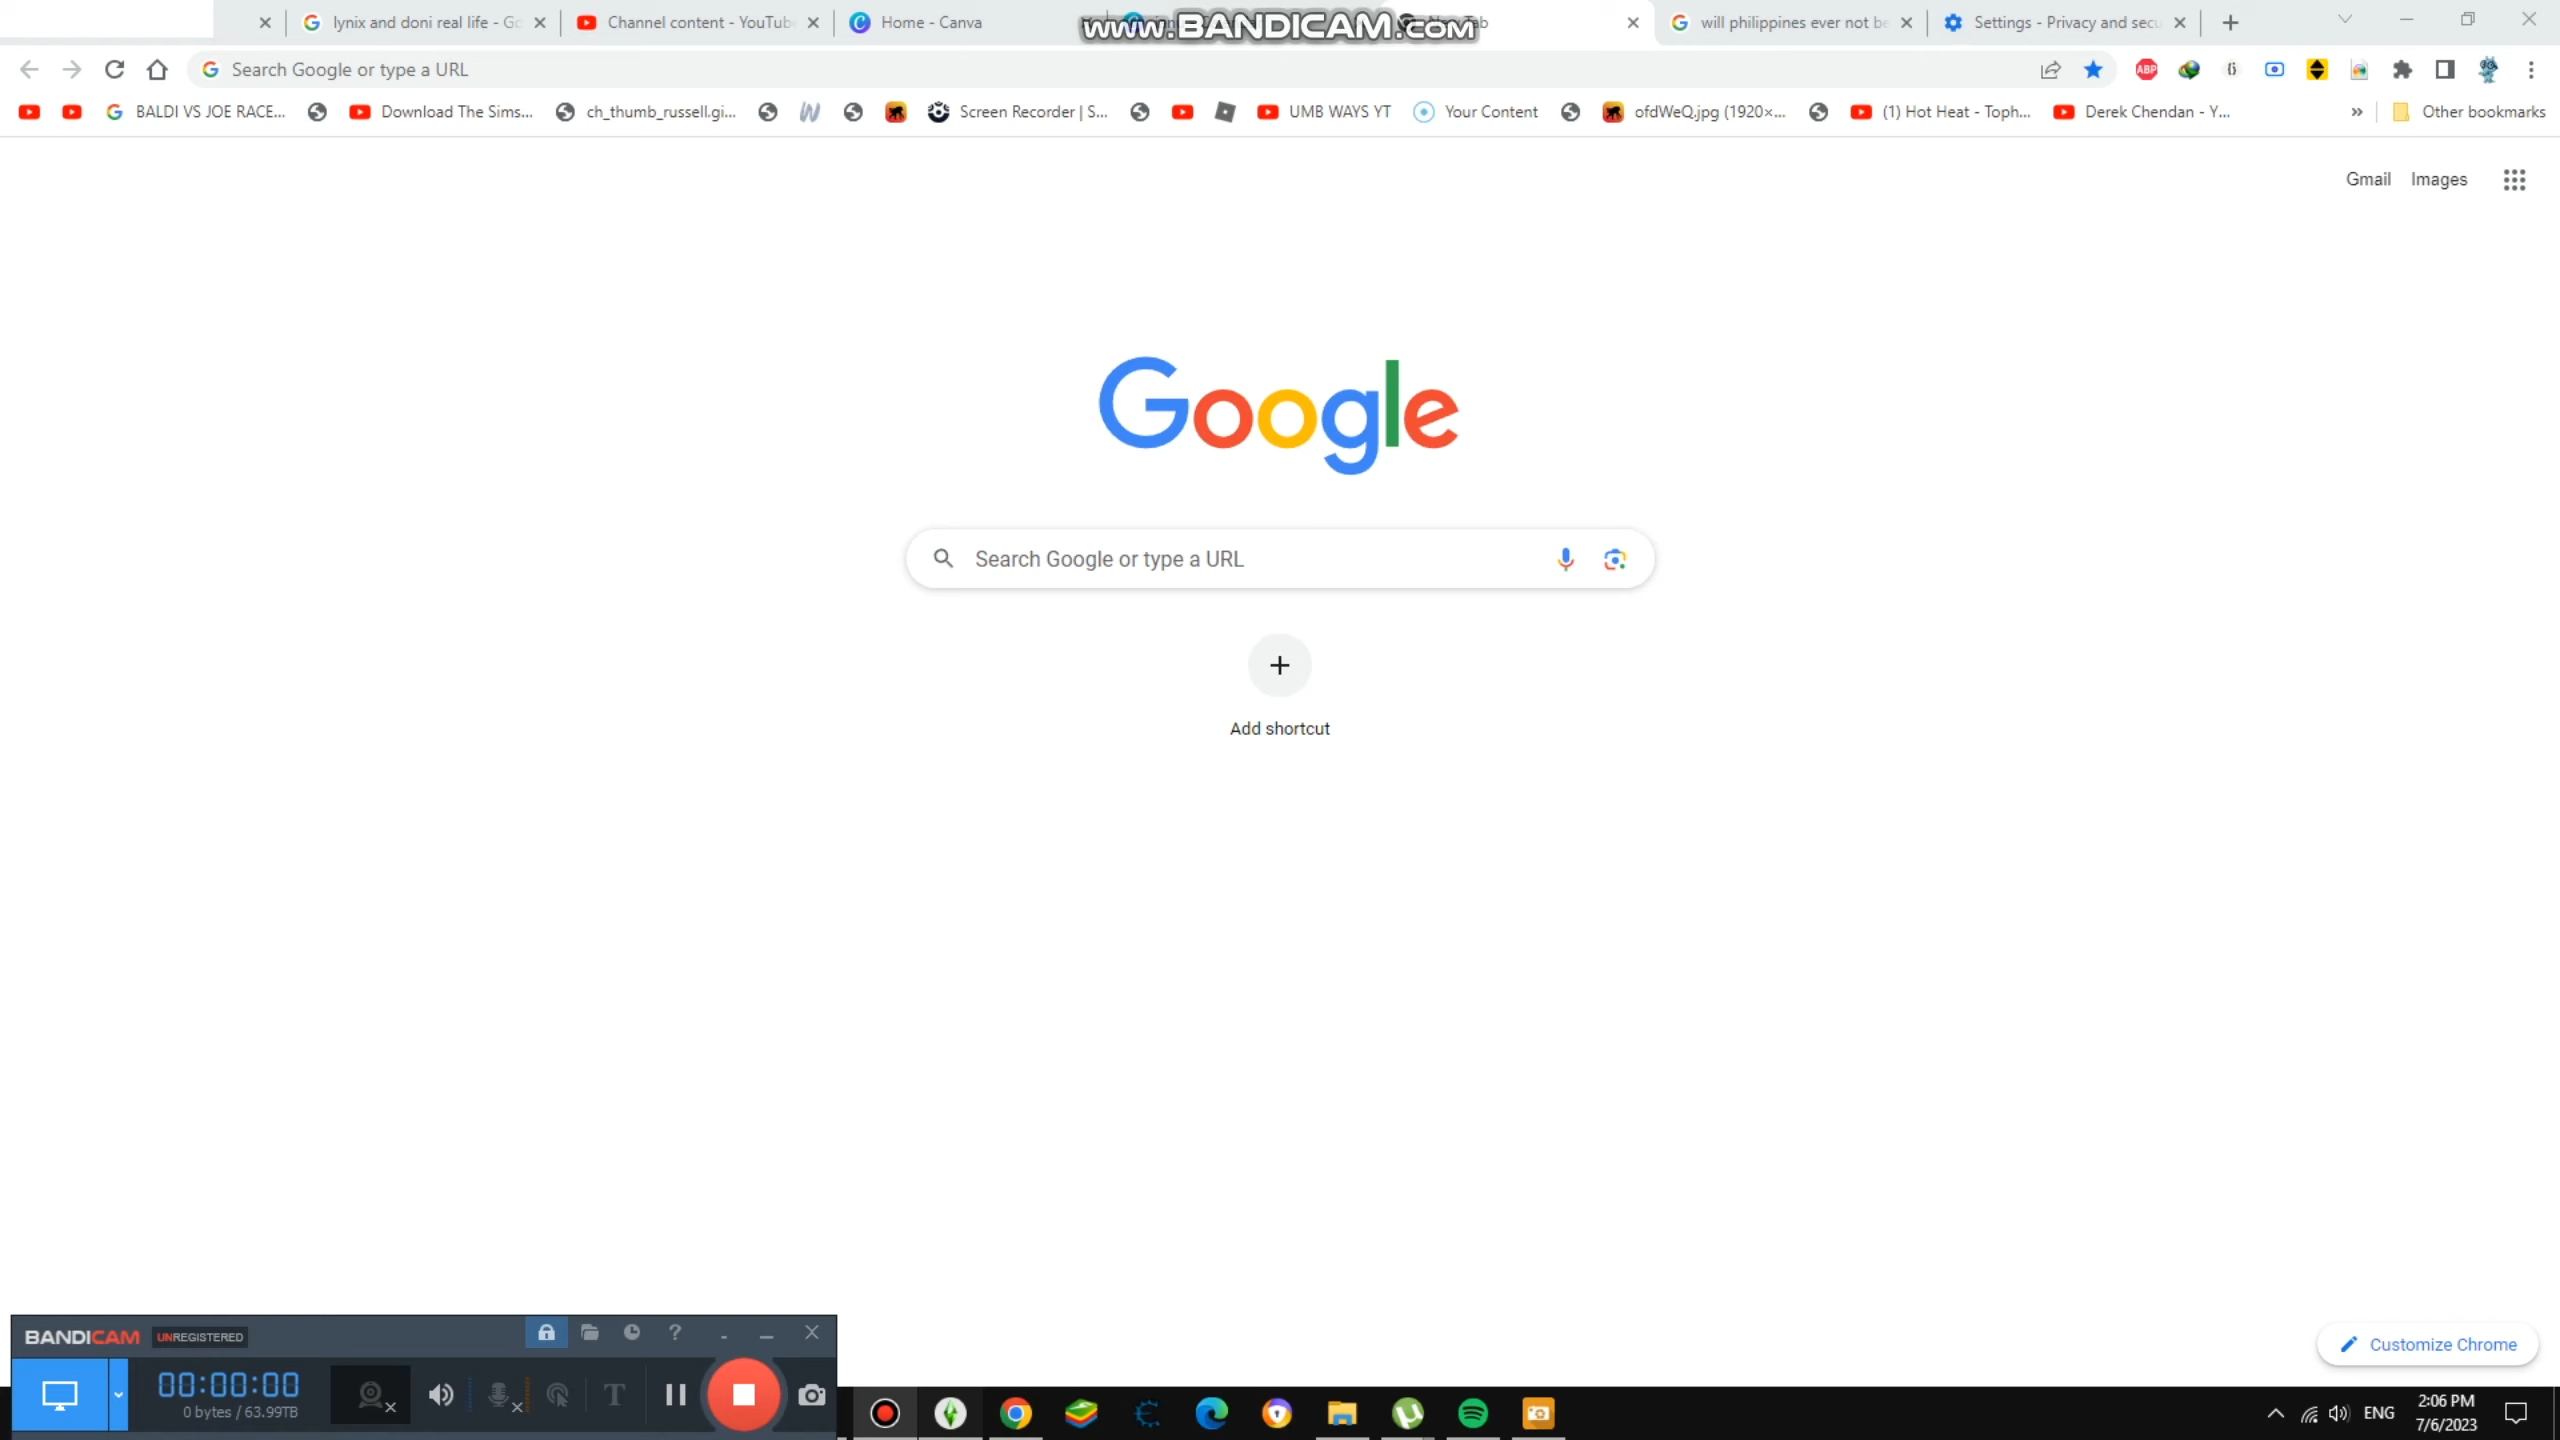 lynix and doni real life - Go
Channel content - YouTub
Home - Canva
www.BANDICAM.com
will philippines ever not be
Settings - Privacy and secu
Search Google or type a URL
ABP
BALDI VS JOE RACE...
Download The Sims...
ch_thumb_russell.gi...
Screen Recorder | S...
UMB WAYS YT
Your Content
ofdWeQ.jpg (1920×...
(1) Hot Heat - Toph...
Derek Chendan - Y...
Other bookmarks
Gmail
Images
Google
Search Google or type a URL
Add shortcut
Customize Chrome
BANDICAM
UNREGISTERED
00:00:00
0 bytes / 63.99TB
ENG
2:06 PM
7/6/2023